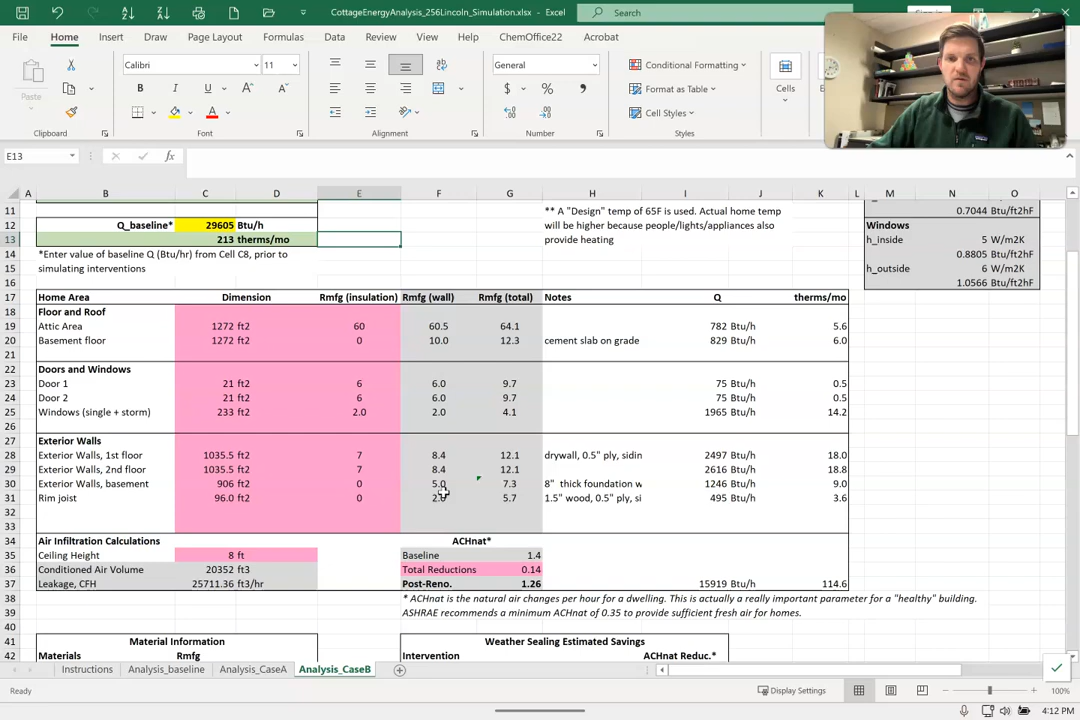 CottageEnergyAnalysis_256Lincoln_Simulation.xlsx - Excel
Search
File Home Insert Draw Page Layout Formulas Data Review View Help ChemOffice22 Acrobat
Paste
Calibri 11
B I U
General
$ % 9
Conditional Formatting
Format as Table
Cell Styles
Cells
Clipboard Font Alignment Number Styles
E13 fx
A B C D E F G H I J K L M N O
11 ** A "Design" temp of 65F is used. Actual home temp 0.7044 Btu/ft2hF
12 Q_baseline* 29605 Btu/h will be higher because people/lights/appliances also Windows
13 213 therms/mo provide heating h_inside 5 W/m2K
14 *Enter value of baseline Q (Btu/hr) from Cell C8, prior to 0.8805 Btu/ft2hF
15 simulating interventions h_outside 6 W/m2K
16 1.0566 Btu/ft2hF
17 Home Area Dimension Rmfg (insulation) Rmfg (wall) Rmfg (total) Notes Q therms/mo
18 Floor and Roof
19 Attic Area 1272 ft2 60 60.5 64.1 782 Btu/h 5.6
20 Basement floor 1272 ft2 0 10.0 12.3 cement slab on grade 829 Btu/h 6.0
21
22 Doors and Windows
23 Door 1 21 ft2 6 6.0 9.7 75 Btu/h 0.5
24 Door 2 21 ft2 6 6.0 9.7 75 Btu/h 0.5
25 Windows (single + storm) 233 ft2 2.0 2.0 4.1 1965 Btu/h 14.2
26
27 Exterior Walls
28 Exterior Walls, 1st floor 1035.5 ft2 7 8.4 12.1 drywall, 0.5" ply, sidin 2497 Btu/h 18.0
29 Exterior Walls, 2nd floor 1035.5 ft2 7 8.4 12.1 2616 Btu/h 18.8
30 Exterior Walls, basement 906 ft2 0 5.0 7.3 8" thick foundation w 1246 Btu/h 9.0
31 Rim joist 96.0 ft2 0 2.0 5.7 1.5" wood, 0.5" ply, si 495 Btu/h 3.6
32
33
34 Air Infiltration Calculations ACHnat*
35 Ceiling Height 8 ft Baseline 1.4
36 Conditioned Air Volume 20352 ft3 Total Reductions 0.14
37 Leakage, CFH 25711.36 ft3/hr Post-Reno. 1.26 15919 Btu/h 114.6
38 * ACHnat is the natural air changes per hour for a dwelling. This is actually a really important parameter for a "healthy" building.
39 ASHRAE recommends a minimum ACHnat of 0.35 to provide sufficient fresh air for homes.
40
41 Material Information Weather Sealing Estimated Savings
42 Materials Rmfg Intervention ACHnat Reduc.*
Instructions Analysis_baseline Analysis_CaseA Analysis_CaseB
Ready Display Settings 100%
4:12 PM